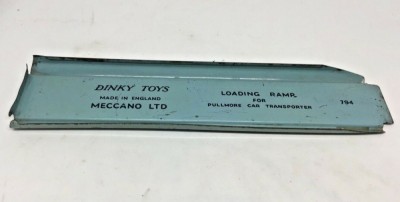 DINKY TOYS
MADE IN ENGLAND
MECCANO LTD
LOADING RAMP
FOR
PULLMORE CAR TRANSPORTER
794